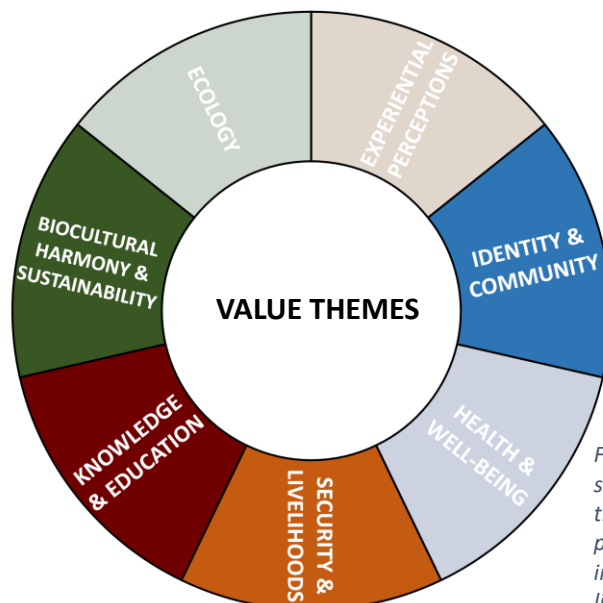 ECOLOGY
EXPERIENTIAL
PERCEPTIONS
IDENTITY &
COMMUNITY
HEALTH &
WELL-BEING
SECURITY &
LIVELIHOODS
KNOWLEDGE
& EDUCATION
BIOCULTURAL
HARMONY &
SUSTAINABILITY
VALUE THEMES